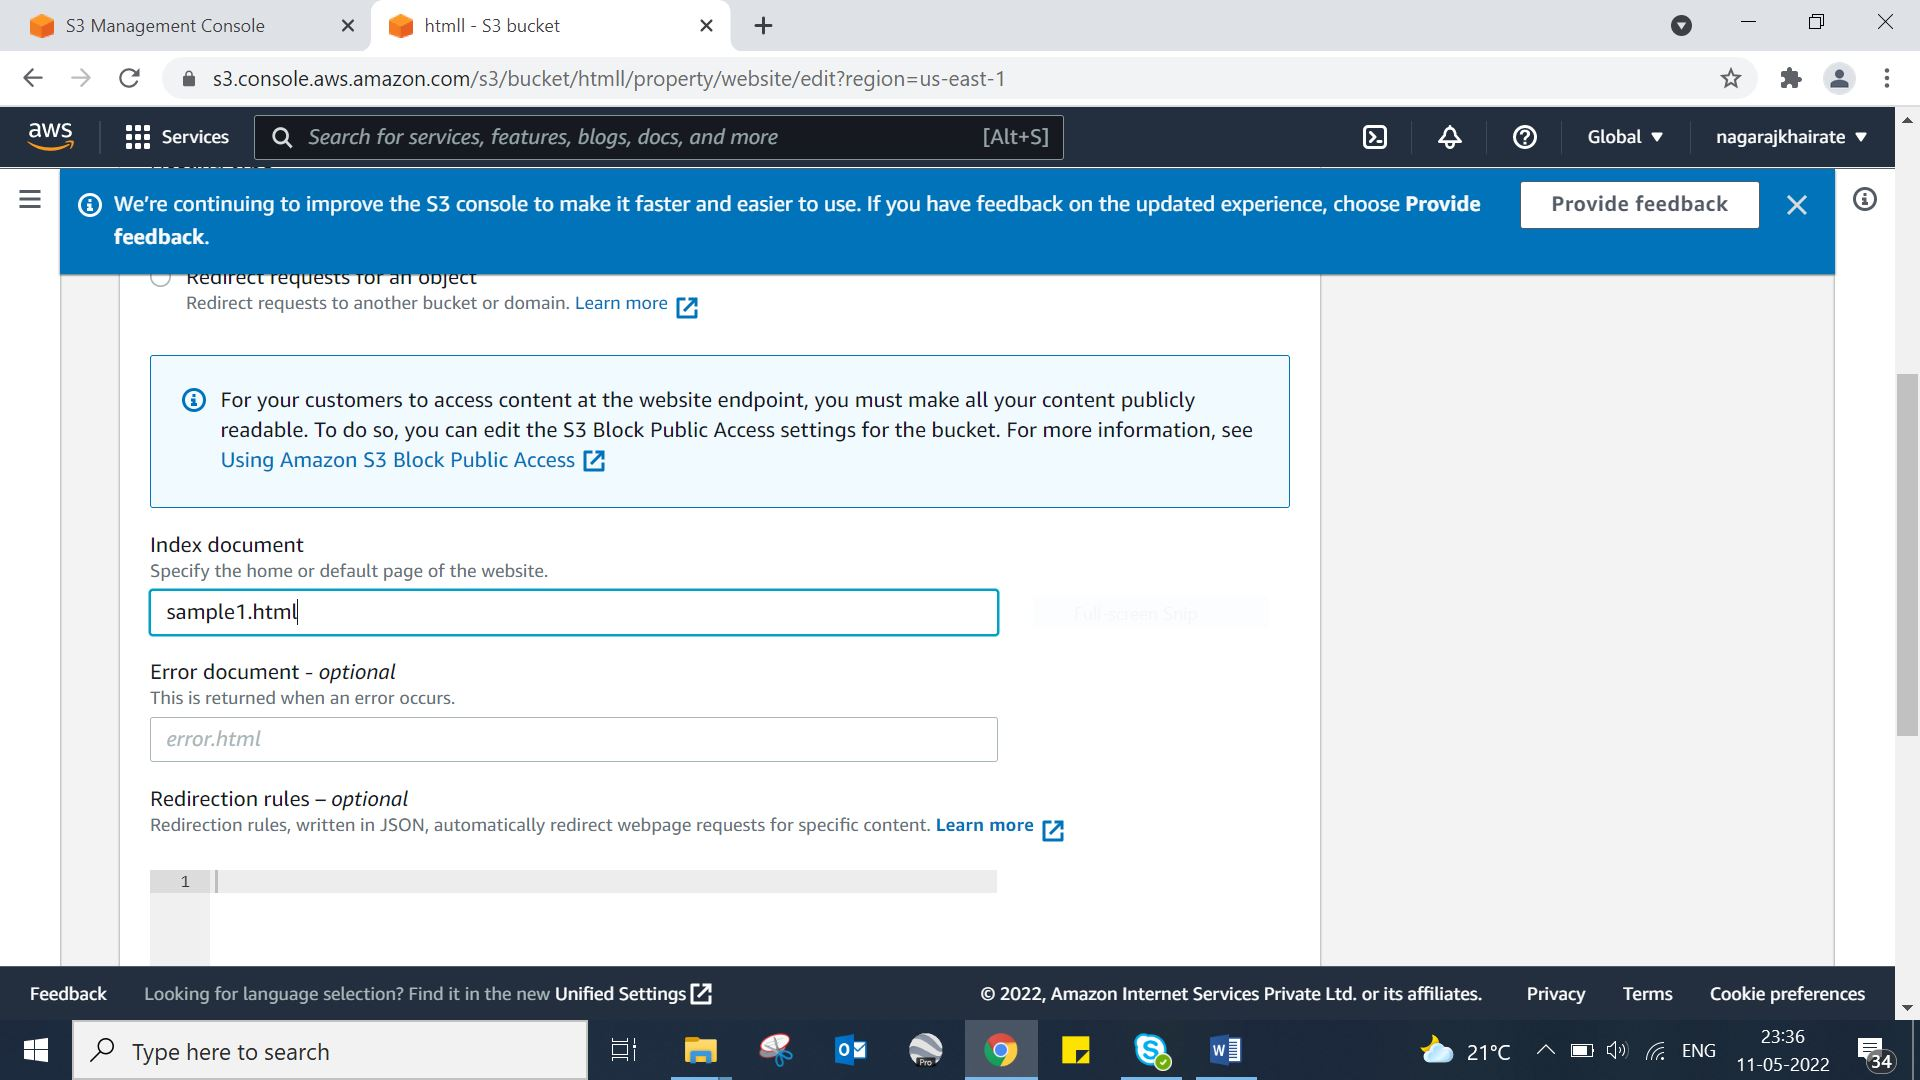 S3 Management Console
htmll - S3 bucket
s3.console.aws.amazon.com/s3/bucket/htmll/property/website/edit?region=us-east-1
aws
Services
Search for services, features, blogs, docs, and more
[Alt+S]
Global
nagarajkhairate
We're continuing to improve the S3 console to make it faster and easier to use. If you have feedback on the updated experience, choose Provide
feedback.
Provide feedback
Redirect requests for an object
Redirect requests to another bucket or domain. Learn more
For your customers to access content at the website endpoint, you must make all your content publicly
readable. To do so, you can edit the S3 Block Public Access settings for the bucket. For more information, see
Using Amazon S3 Block Public Access
Index document
Specify the home or default page of the website.
sample1.html
Full-screen Snip
Error document - optional
This is returned when an error occurs.
error.html
Redirection rules – optional
Redirection rules, written in JSON, automatically redirect webpage requests for specific content. Learn more
1
Feedback
Looking for language selection? Find it in the new Unified Settings
© 2022, Amazon Internet Services Private Ltd. or its affiliates.
Privacy
Terms
Cookie preferences
Type here to search
Pro
21°C
ENG
23:36
11-05-2022
34